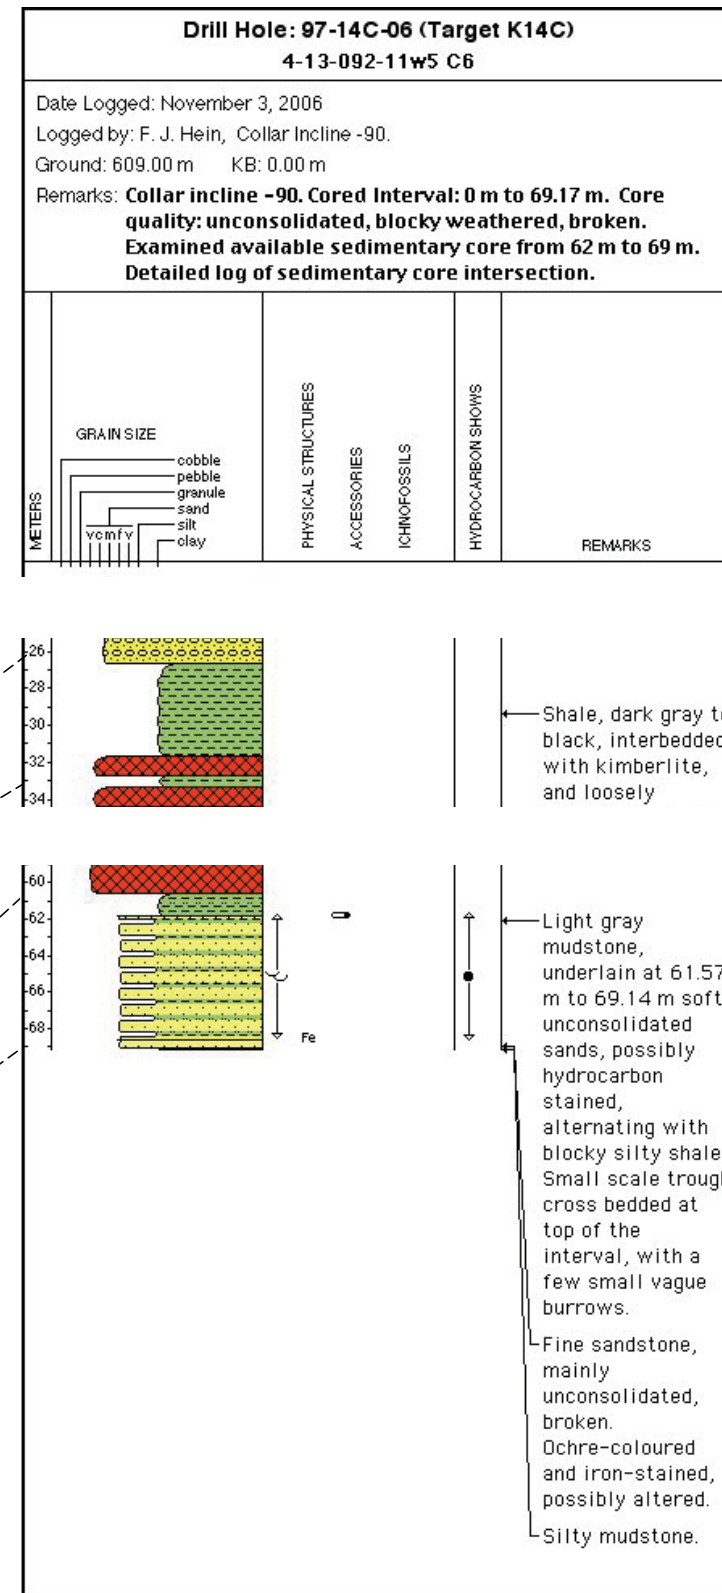 Drill Hole: 97-14C-06 (Target K14C)
4-13-092-11w5 C6
Date Logged: November 3, 2006
Logged by: F. J. Hein, Collar Incline -90.
Ground: 609.00 m KB: 0.00 m
Remarks: Collar incline -90. Cored Interval: 0 m to 69.17 m. Core
quality: unconsolidated, blocky weathered, broken.
Examined available sedimentary core from 62 m to 69 m.
Detailed log of sedimentary core intersection.
METERS
GRAIN SIZE
cobble
pebble
granule
sand
silt
clay
vcmfv
PHYSICAL STRUCTURES
ACCESSORIES
ICHNOFOSSILS
HYDROCARBON SHOWS
REMARKS
26
28
30
32
34
Shale, dark gray to
black, interbedded
with kimberlite,
and loosely
60
62
64
66
68
Fe
Light gray
mudstone,
underlain at 61.57
m to 69.14 m soft
unconsolidated
sands, possibly
hydrocarbon
stained,
alternating with
blocky silty shale
Small scale trough
cross bedded at
top of the
interval, with a
few small vague
burrows.
Fine sandstone,
mainly
unconsolidated,
broken.
Ochre-coloured
and iron-stained,
possibly altered.
Silty mudstone.